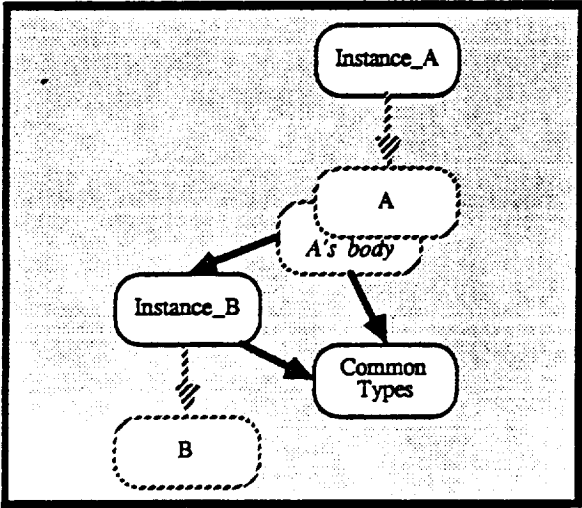 Instance_A
A
A's body
Instance_B
Common
Types
B